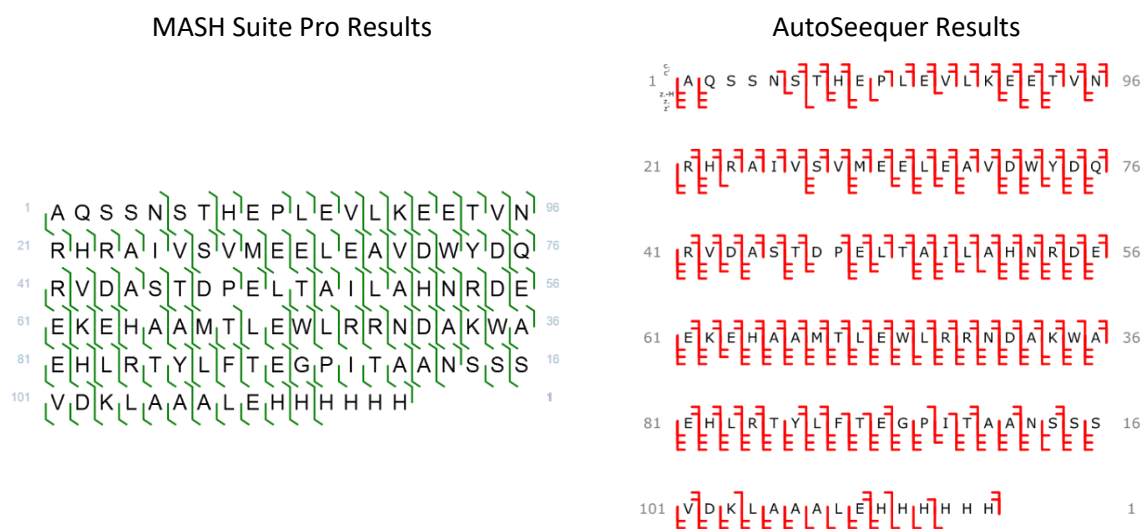 MASH Suite Pro Results
1 A Q S S N S T H E P L E V L K E E T V N 96
21 R H R A I V S V M E E L E A V D W Y D Q 76
41 R V D A S T D P E L T A I L A H N R D E 56
61 E K E H A A M T L E W L R R N D A K W A 36
81 E H L R T Y L F T E G P I T A A N S S S 16
101 V D K L A A A L E H H H H H H 1
AutoSeequer Results
1 A Q S S N S T H E P L E V L K E E T V N 96
21 R H R A I V S V M E E L E A V D W Y D Q 76
41 R V D A S T D P E L T A I L A H N R D E 56
61 E K E H A A M T L E W L R R N D A K W A 36
81 E H L R T Y L F T E G P I T A A N S S S 16
101 V D K L A A A L E H H H H H H 1